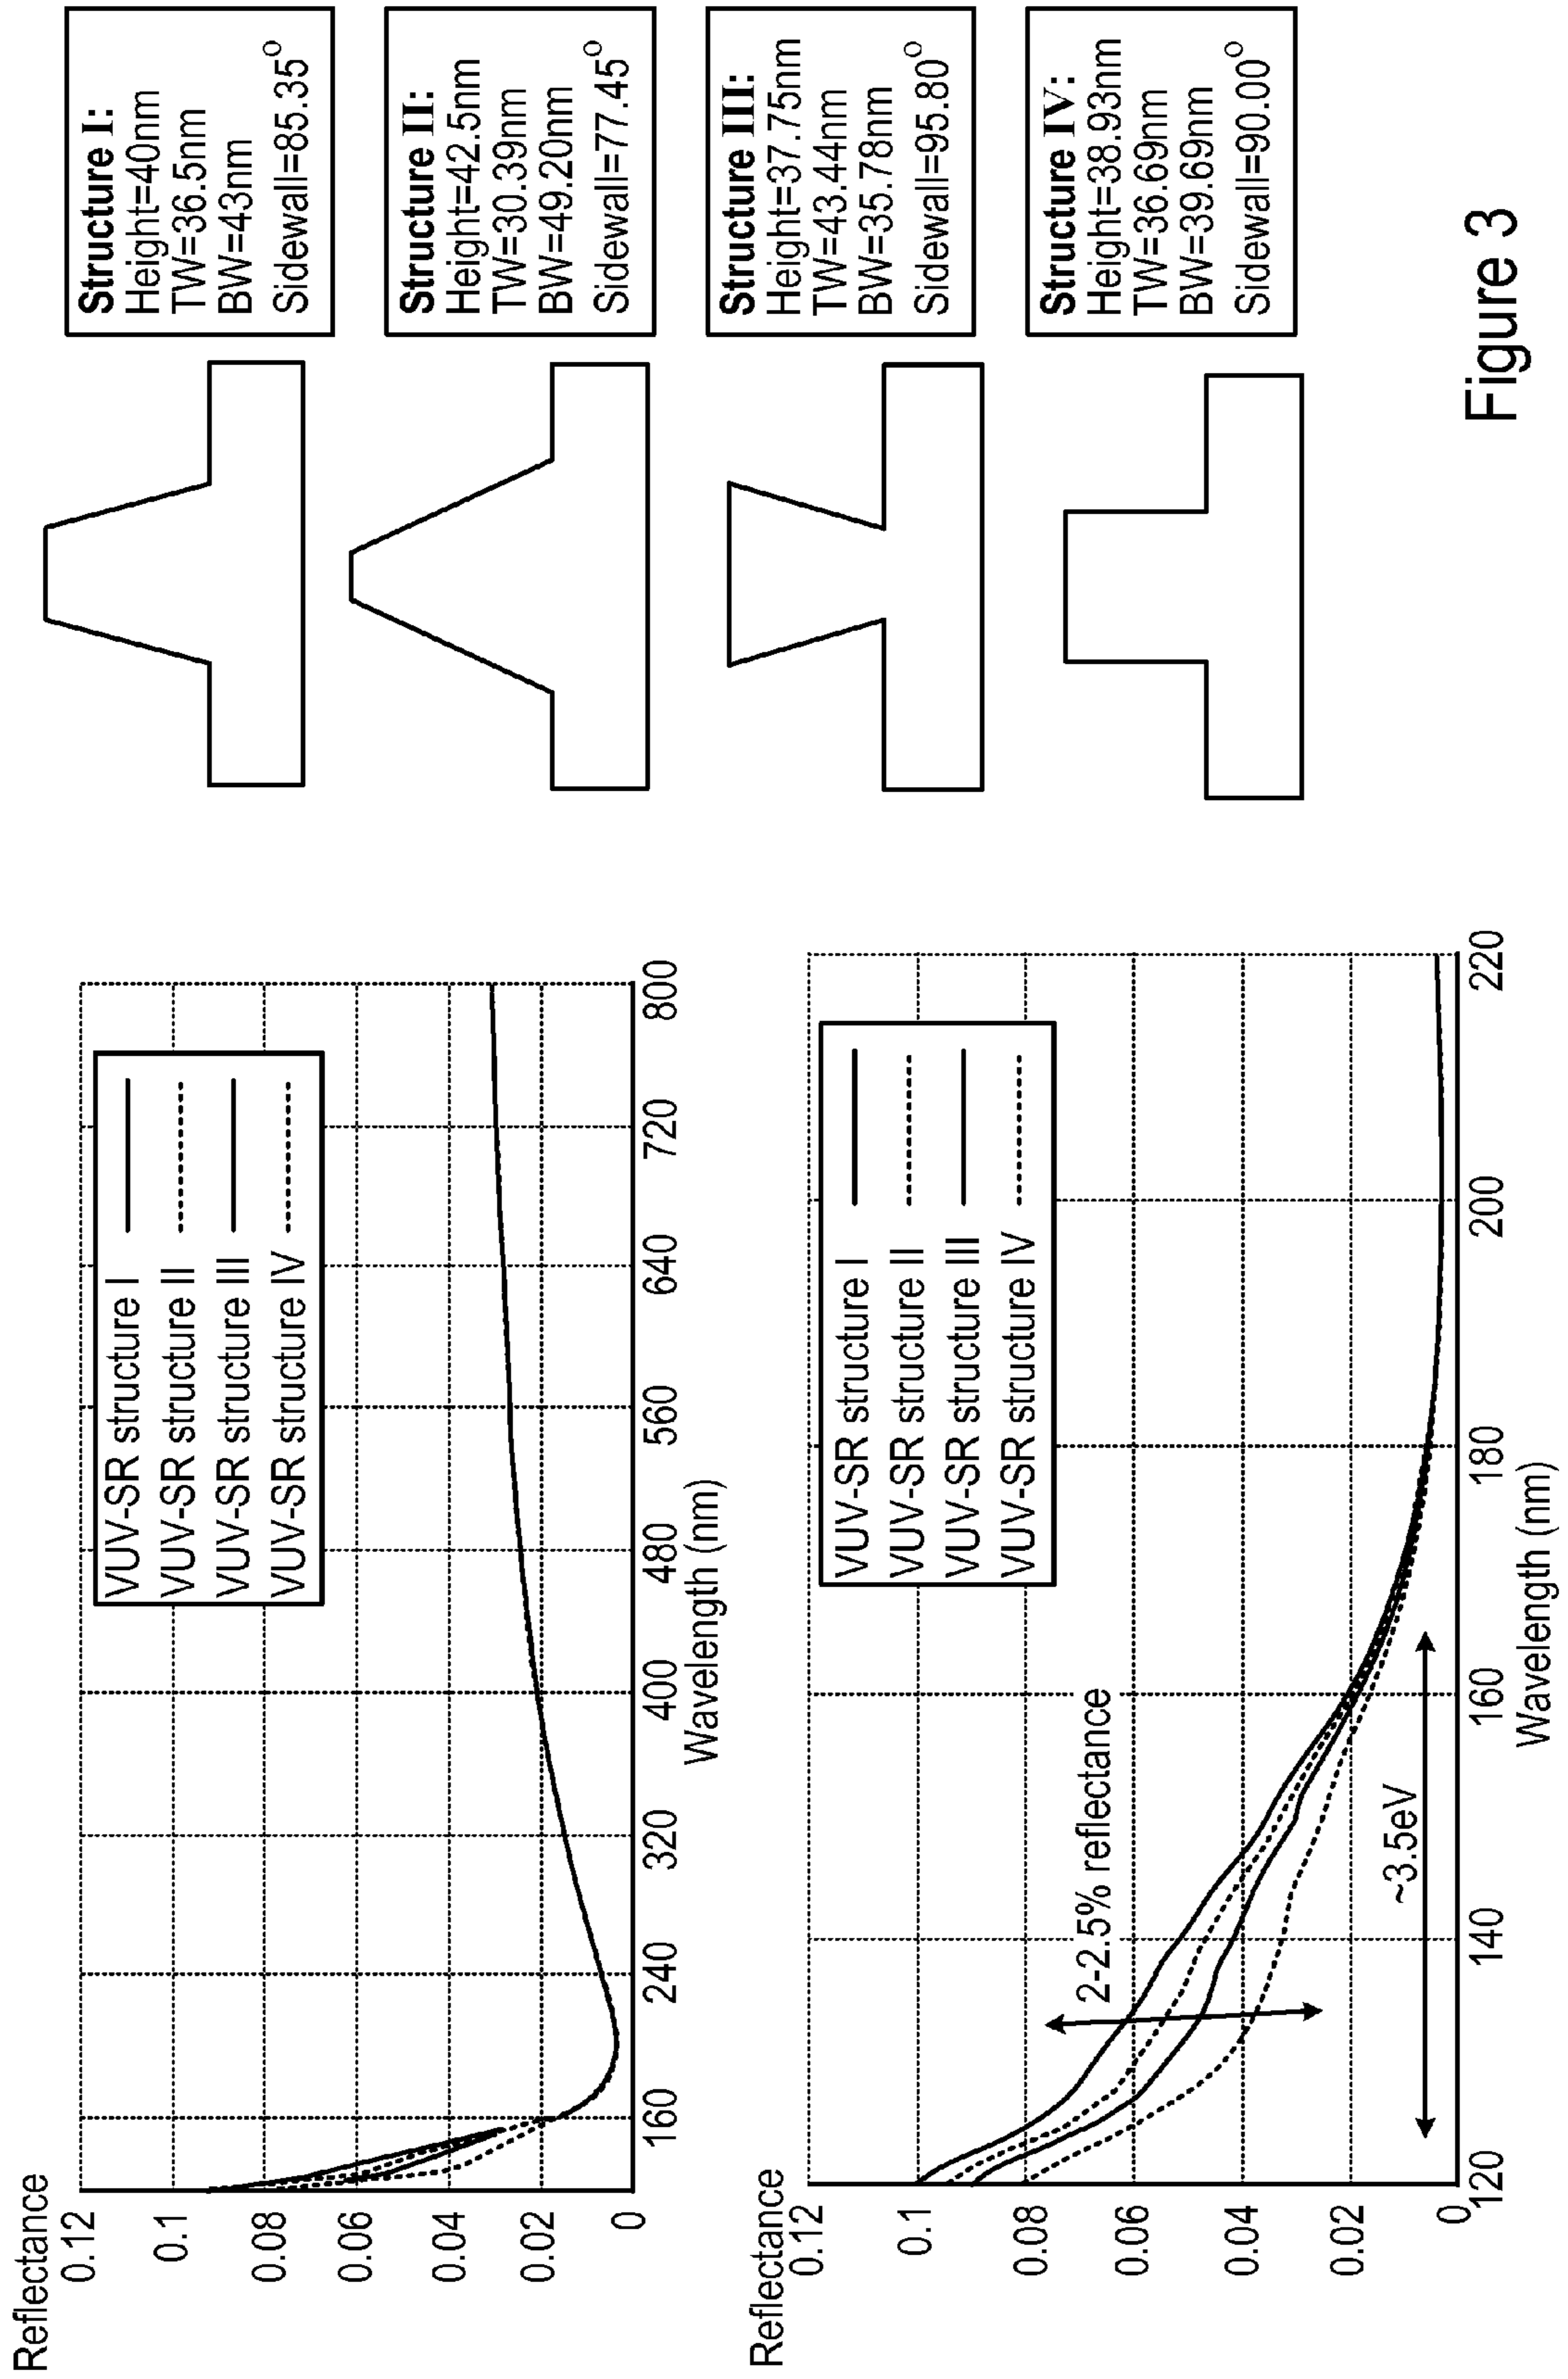 Reflectance
0.12
0.1
0.08
0.06
0.04
0.02
0
160
240
320
400
480
560
640
720
800
Wavelength (nm)
VUV-SR structure I
VUV-SR structure II
VUV-SR structure III
VUV-SR structure IV
Reflectance
0.12
0.1
0.08
0.06
0.04
0.02
0
120
140
160
180
200
220
Wavelength (nm)
VUV-SR structure I
VUV-SR structure II
VUV-SR structure III
VUV-SR structure IV
2-2.5% reflectance
~3.5eV
Structure I:
Height=40nm
TW=36.5nm
BW=43nm
Sidewall=85.35°
Structure II:
Height=42.5nm
TW=30.39nm
BW=49.20nm
Sidewall=77.45°
Structure III:
Height=37.75nm
TW=43.44nm
BW=35.78nm
Sidewall=95.80°
Structure IV:
Height=38.93nm
TW=36.69nm
BW=39.69nm
Sidewall=90.00°
Figure 3